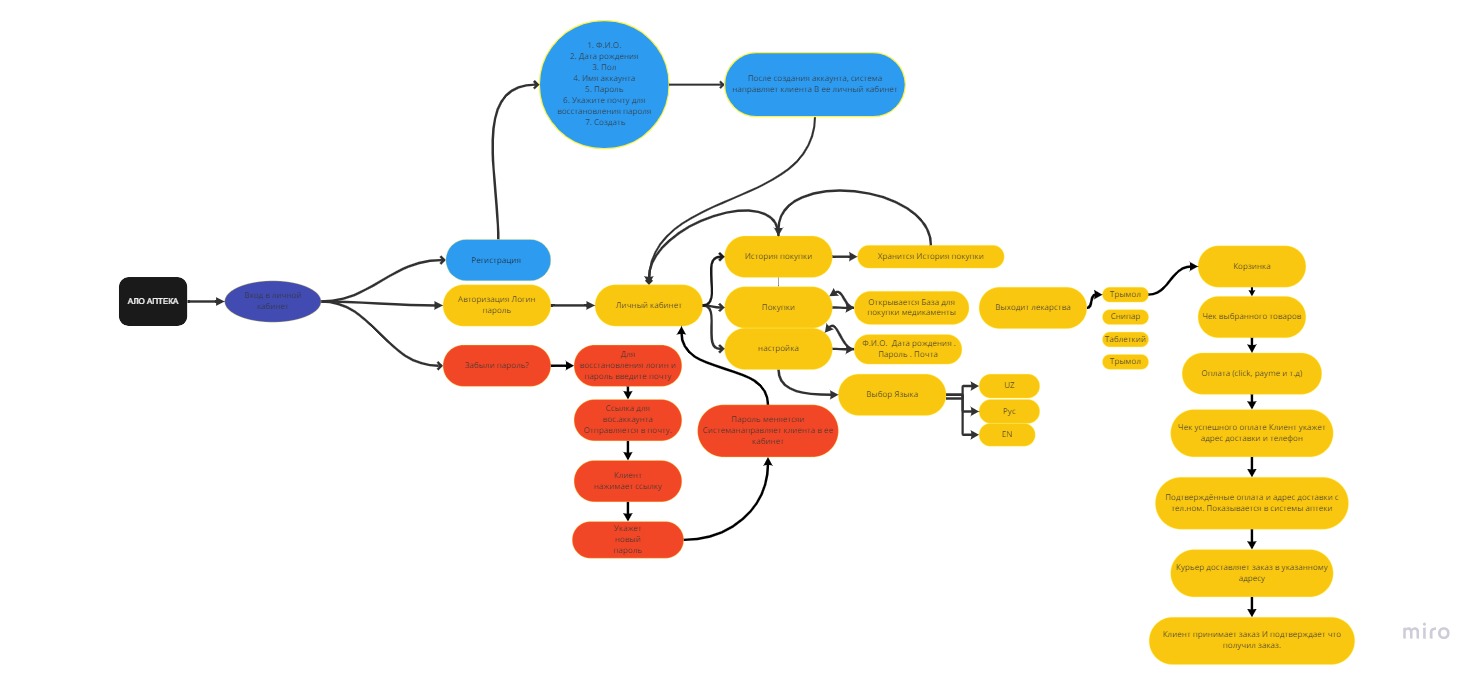 1. Ф.И.О.
2. Дата рождения
3. Пол
4. Имя аккаунта
5. Пароль
6. Укажите почту для
восстановления пароля
7. Создать
После создания аккаунта, система
направляет клиента В ее личный кабинет
АПО АПТЕКА
Вход в личный
кабинет
Регистрация
Авторизация Логин
пароль
Забыли пароль?
Личный кабинет
Для
восстановления логин и
пароль введите почту
Ссылка для
вос.аккаунта
Отправляется в почту.
Клиент
нажимает ссылку
Укажет
новый
пароль
Пароль меняетсяи
Системанаправляет клиента в ее
кабинет
История покупки
Хранится История покупки
Покупки
Открывается База для
покупки медикаменты
настройка
Ф.И.О. Дата рождения .
Пароль . Почта
Выбор Языка
UZ
Рус
EN
Выходит лекарства
Трымол
Снипар
Таблеткий
Трымол
Корзинка
Чек выбранного товаров
Оплата (click, payme и т.д)
Чек успешного оплате Клиент укажет
адрес доставки и телефон
Подтверждённые оплата и адрес доставки с
тел.ном. Показывается в системы аптеки
Курьер доставляет заказ в указанному
адресу
Клиент принимает заказ И подтверждает что
получил заказ.
miro